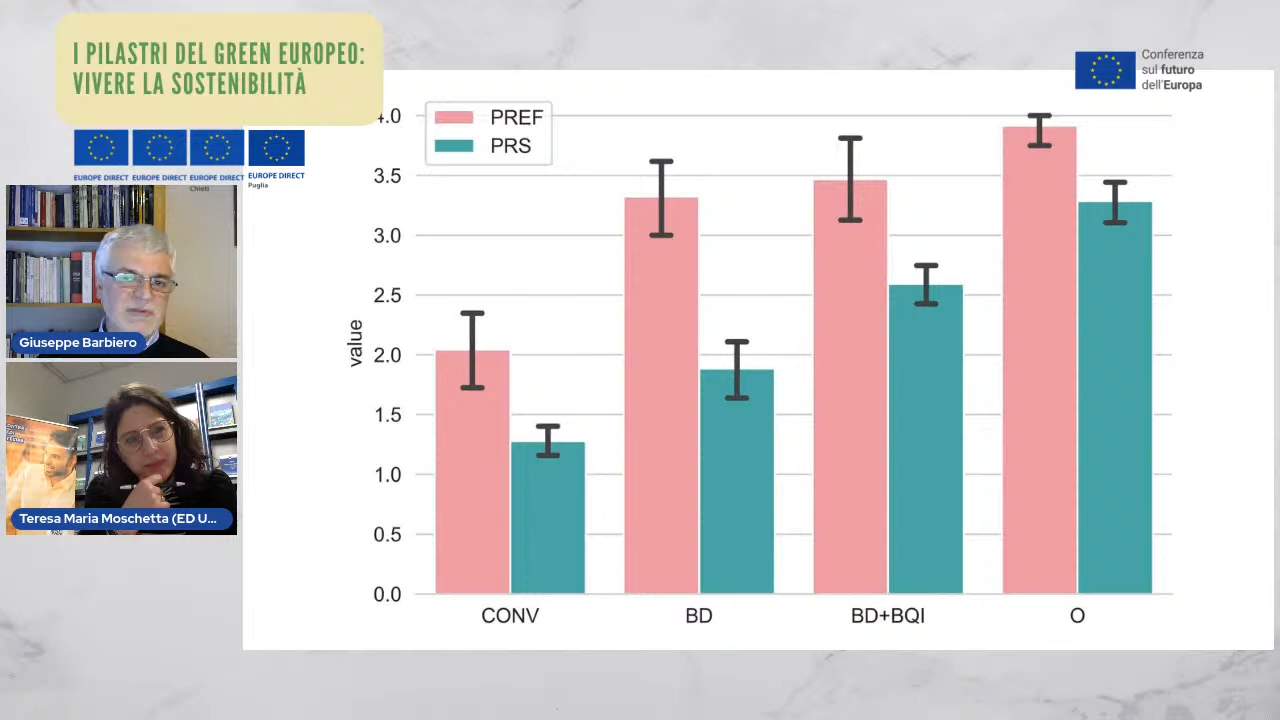 I PILASTRI DEL GREEN EUROPEO:
VIVERE LA SOSTENIBILITÀ
Conferenza
sul futuro
dell'Europa
EUROPE DIRECT
EUROPE DIRECT
EUROPE DIRECT
Chieti
EUROPE DIRECT
Puglia
Giuseppe Barbiero
Teresa Maria Moschetta (ED U...
PREF
PRS
value
4.0
3.5
3.0
2.5
2.0
1.5
1.0
0.5
0.0
CONV
BD
BD+BQI
O